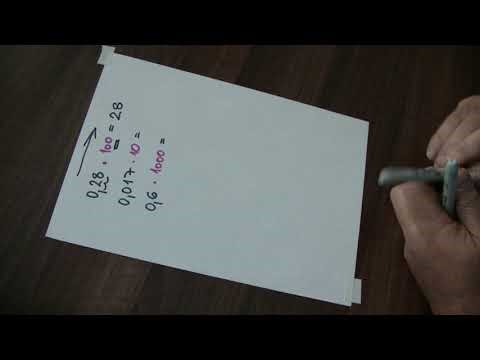 0,28 · 100 = 28
0,017 · 10 =
0,6 · 1000 =